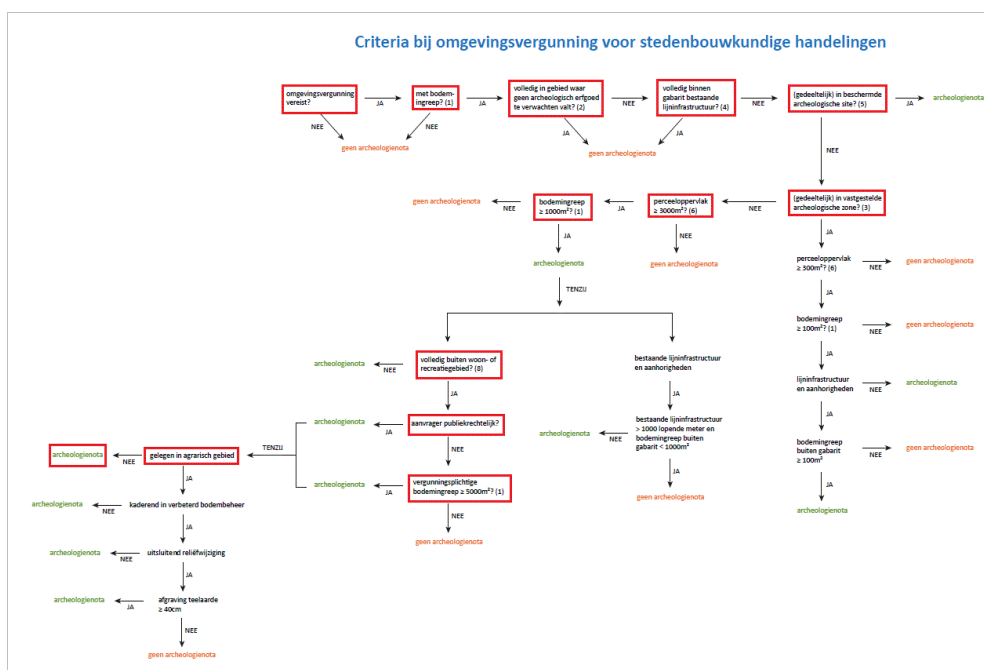 Criteria bij omgevingsvergunning voor stedenbouwkundige handelingen
omgevingsvergunning
vereist?
JA
met bodem-
ingreep? (1)
JA
volledig in gebied waar
geen archeologisch erfgoed
te verwachten valt? (2)
NEE
volledig binnen
gabarit bestaande
lijninfrastructuur? (4)
NEE
(gedeeltelijk) in beschermde
archeologische site? (5)
JA
archeologienota
NEE
NEE
geen archeologienota
JA
JA
geen archeologienota
NEE
geen archeologienota
NEE
bodemingreep
≥ 1000m²? (1)
JA
perceeloppervlak
≥ 3000m²? (6)
NEE
(gedeeltelijk) in vastgestelde
archeologische zone? (3)
JA
archeologienota
NEE
geen archeologienota
JA
perceeloppervlak
≥ 300m²? (6)
NEE
geen archeologienota
TENZIJ
JA
bodemingreep
≥ 100m²? (1)
NEE
geen archeologienota
archeologienota
NEE
volledig buiten woon- of
recreatiegebied? (8)
bestaande lijninfrastructuur
en aanhorigheden
JA
lijninfrastructuur
en aanhorigheden
NEE
archeologienota
JA
JA
JA
archeologienota
JA
aanvrager publiekrechtelijk?
archeologienota
NEE
bestaande lijninfrastructuur
> 1000 lopende meter en
bodemingreep buiten
gabarit < 1000m²
bodemingreep
buiten gabarit
≥ 100m²
NEE
geen archeologienota
archeologienota
NEE
gelegen in agrarisch gebied
TENZIJ
NEE
JA
JA
archeologienota
JA
vergunningsplichtige
bodemingreep ≥ 5000m²? (1)
geen archeologienota
archeologienota
JA
archeologienota
NEE
kaderend in verbeterd bodembeheer
NEE
geen archeologienota
JA
archeologienota
NEE
uitsluitend reliëfwijziging
JA
archeologienota
JA
afgraving teelaarde
≥ 40cm
NEE
geen archeologienota